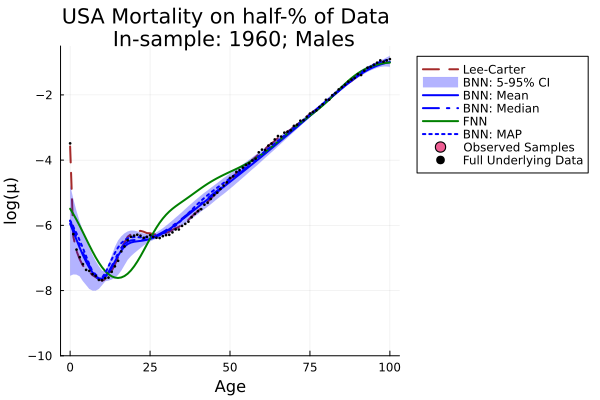 USA Mortality on half-% of Data
In-sample: 1960; Males
log(μ)
−2
−4
−6
−8
−10
0
25
50
75
100
Age
Lee-Carter
BNN: 5-95% CI
BNN: Mean
BNN: Median
FNN
BNN: MAP
Observed Samples
Full Underlying Data